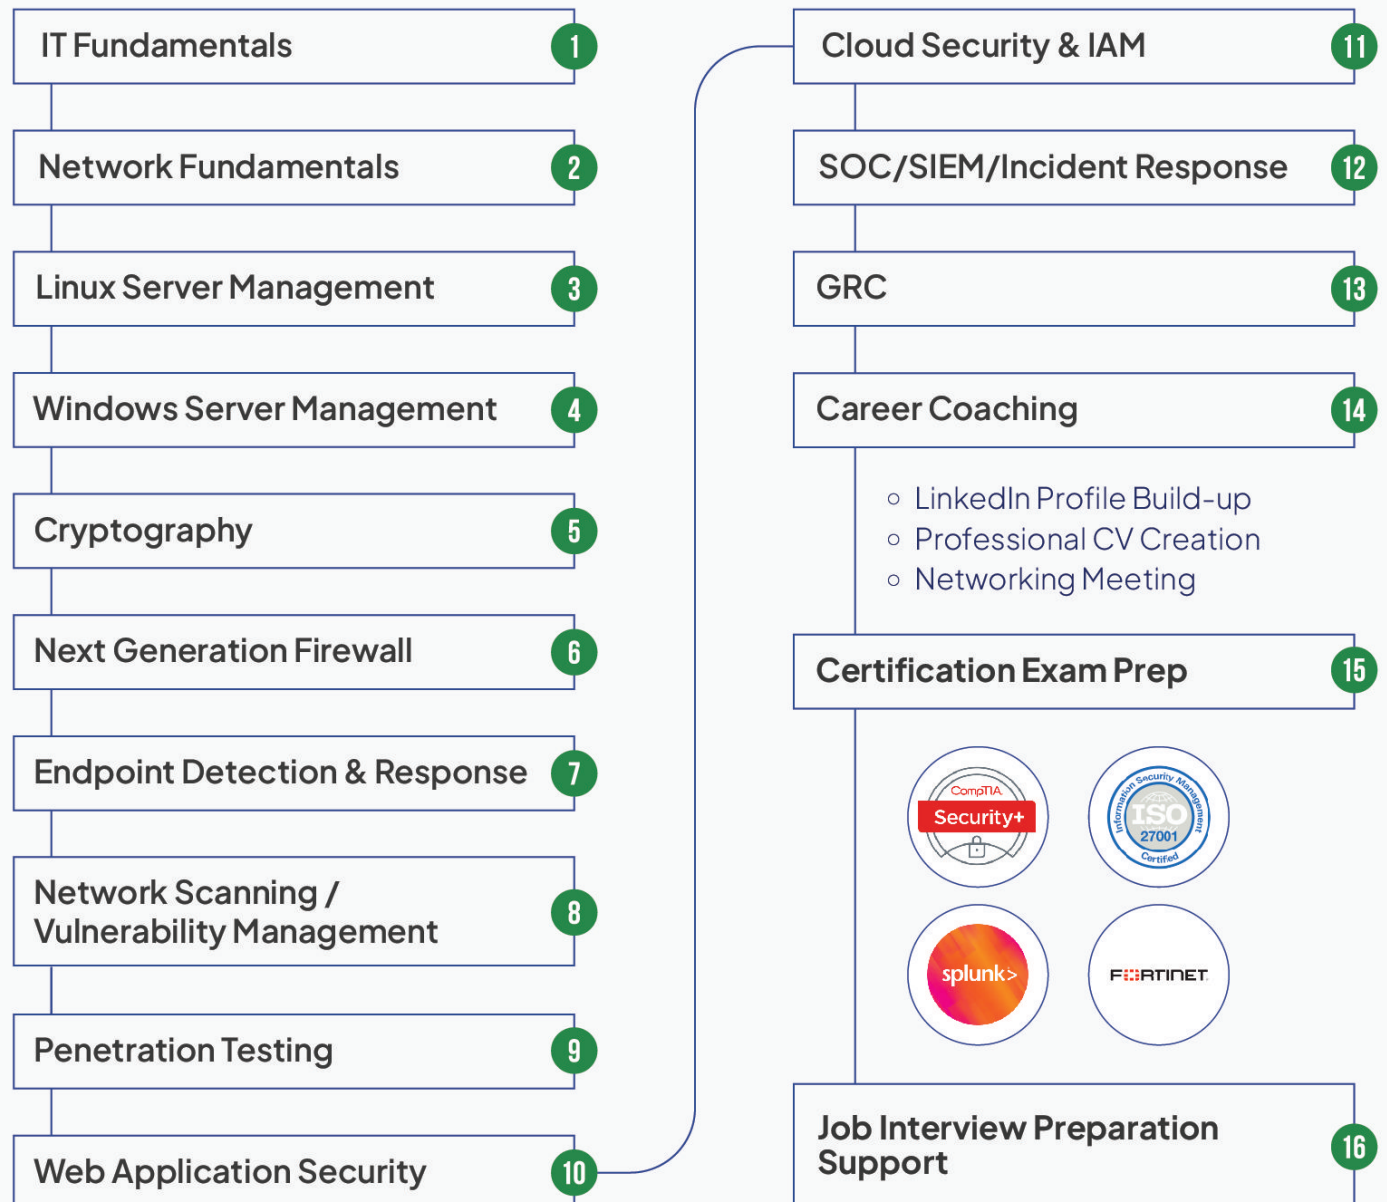 IT Fundamentals
1
Network Fundamentals
2
Linux Server Management
3
Windows Server Management
4
Cryptography
5
Next Generation Firewall
6
Endpoint Detection & Response
7
Network Scanning /
Vulnerability Management
8
Penetration Testing
9
Web Application Security
10
Cloud Security & IAM
11
SOC/SIEM/Incident Response
12
GRC
13
Career Coaching
14
LinkedIn Profile Build-up
Professional CV Creation
Networking Meeting
Certification Exam Prep
15
CompTIA
Security+
Information Security Management
ISO
27001
Certified
splunk>
FORTINET
Job Interview Preparation
Support
16